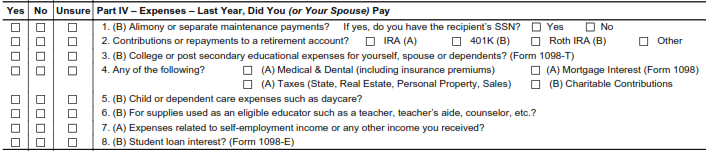 Yes No Unsure Part IV – Expenses – Last Year, Did You (or Your Spouse) Pay
1. (B) Alimony or separate maintenance payments? If yes, do you have the recipient's SSN? Yes No
2. Contributions or repayments to a retirement account? IRA (A) 401K (B) Roth IRA (B) Other
3. (B) College or post secondary educational expenses for yourself, spouse or dependents? (Form 1098-T)
4. Any of the following? (A) Medical & Dental (including insurance premiums) (A) Mortgage Interest (Form 1098)
(A) Taxes (State, Real Estate, Personal Property, Sales) (B) Charitable Contributions
5. (B) Child or dependent care expenses such as daycare?
6. (B) For supplies used as an eligible educator such as a teacher, teacher's aide, counselor, etc.?
7. (A) Expenses related to self-employment income or any other income you received?
8. (B) Student loan interest? (Form 1098-E)